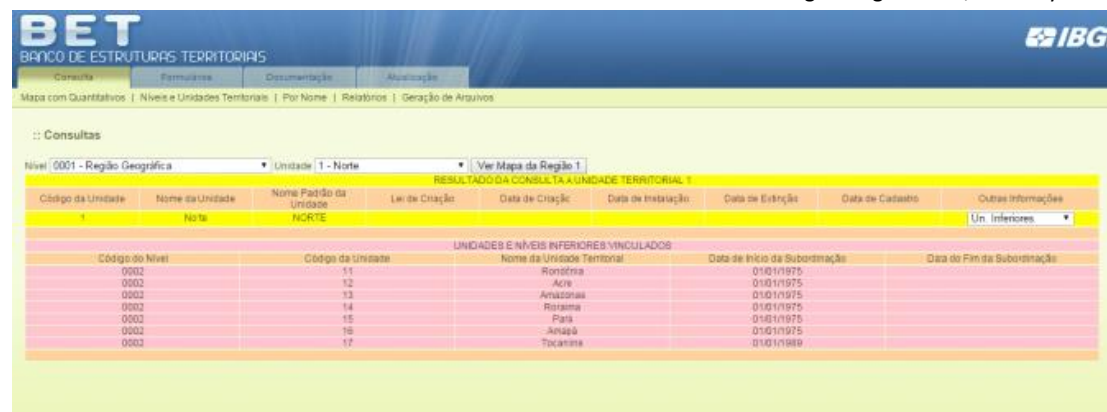 BET
BANCO DE ESTRUTURAS TERRITORIAIS
IBG
Consulta Formulários Documentação Atualização
Mapa com Quantitativos | Níveis e Unidades Territoriais | Por Nome | Relatórios | Geração de Arquivos
:: Consultas
Nível 0001 - Região Geográfica Unidade 1 - Norte Ver Mapa da Região 1
RESULTADO DA CONSULTA A UNIDADE TERRITORIAL 1
Código da Unidade Nome da Unidade Nome Padrão da Unidade Lei de Criação Data de Criação Data de Instalação Data de Extinção Data de Cadastro Outras Informações
1 Norte NORTE Un. Inferiores
UNIDADES E NÍVEIS INFERIORES VINCULADOS
Código do Nível Código da Unidade Nome da Unidade Territorial Data de Início da Subordinação Data do Fim da Subordinação
0002 11 Rondônia 01/01/1975
0002 12 Acre 01/01/1975
0002 13 Amazonas 01/01/1975
0002 14 Roraima 01/01/1975
0002 15 Pará 01/01/1975
0002 16 Amapá 01/01/1975
0002 17 Tocantins 01/01/1989